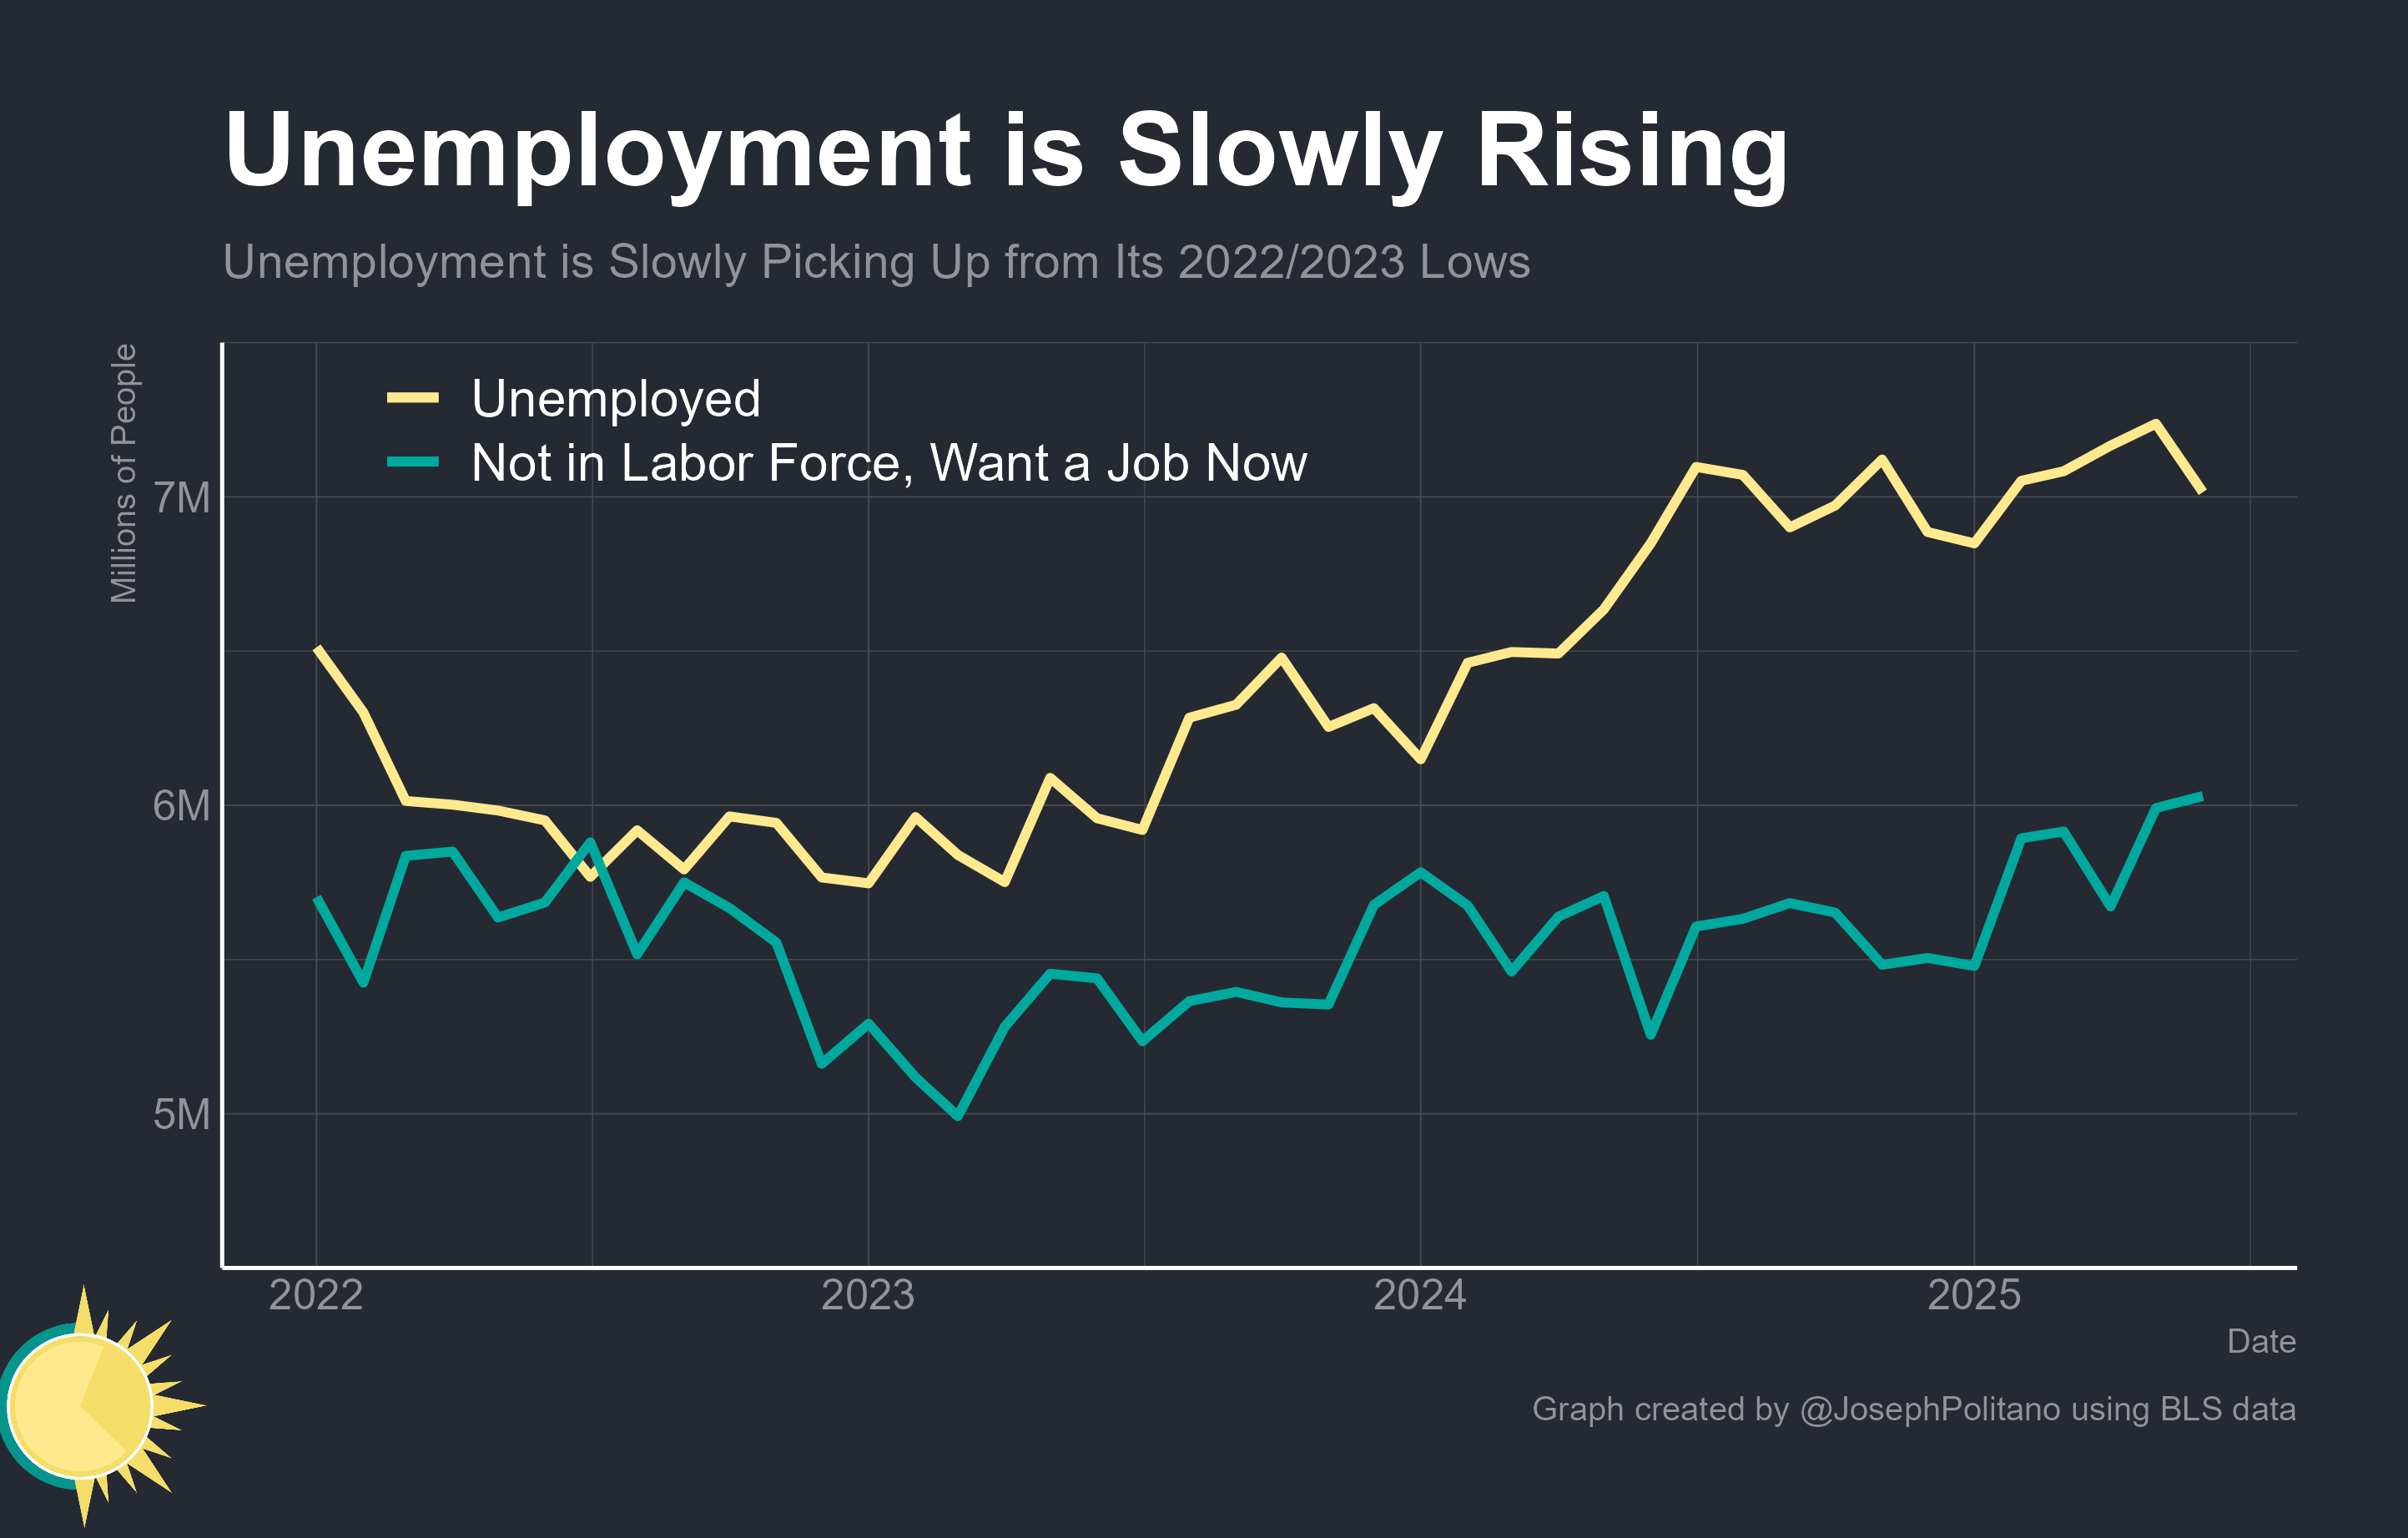 Unemployment is Slowly Rising
Unemployment is Slowly Picking Up from Its 2022/2023 Lows
Millions of People
Unemployed
Not in Labor Force, Want a Job Now
7M
6M
5M
2022 2023 2024 2025
Date
Graph created by @JosephPolitano using BLS data